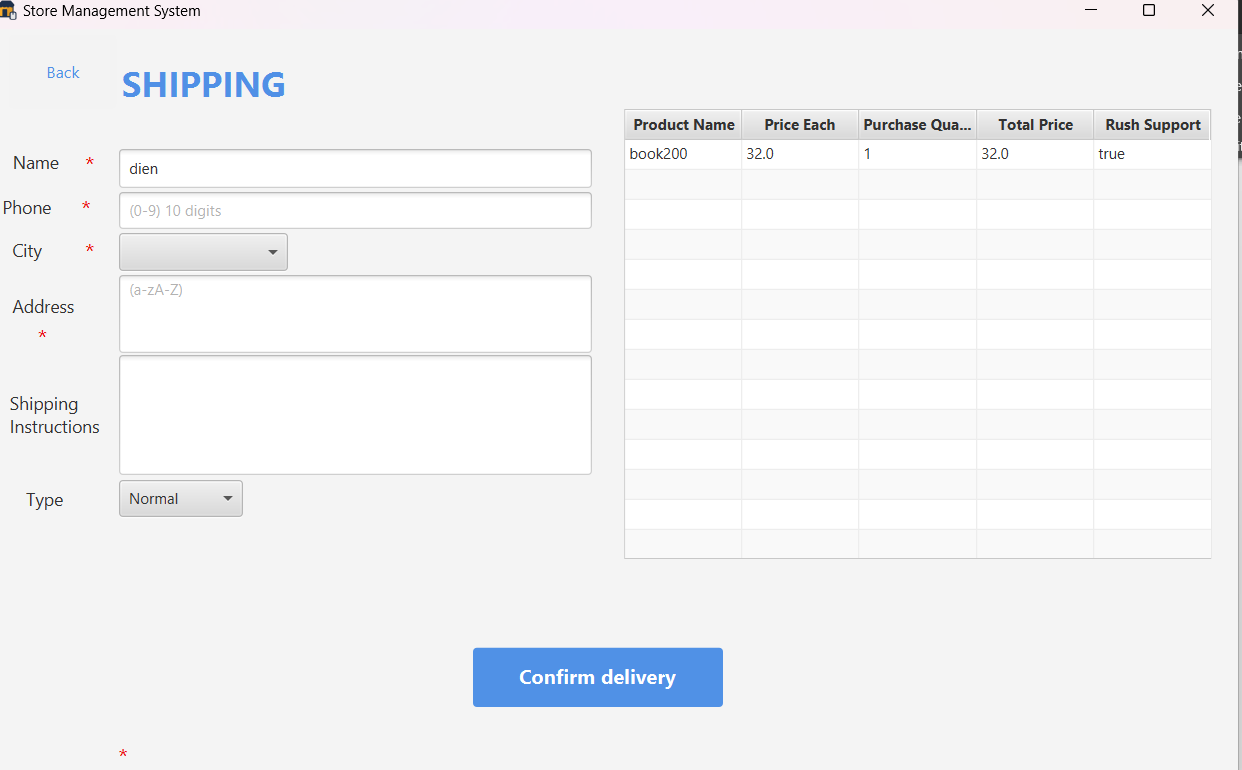 Store Management System
Back
SHIPPING
Name *
dien
Phone *
(0-9) 10 digits
City *
Address
*
(a-zA-Z)
Shipping
Instructions
Type
Normal
Product Name Price Each Purchase Qua... Total Price Rush Support
book200 32.0 1 32.0 true
Confirm delivery
*